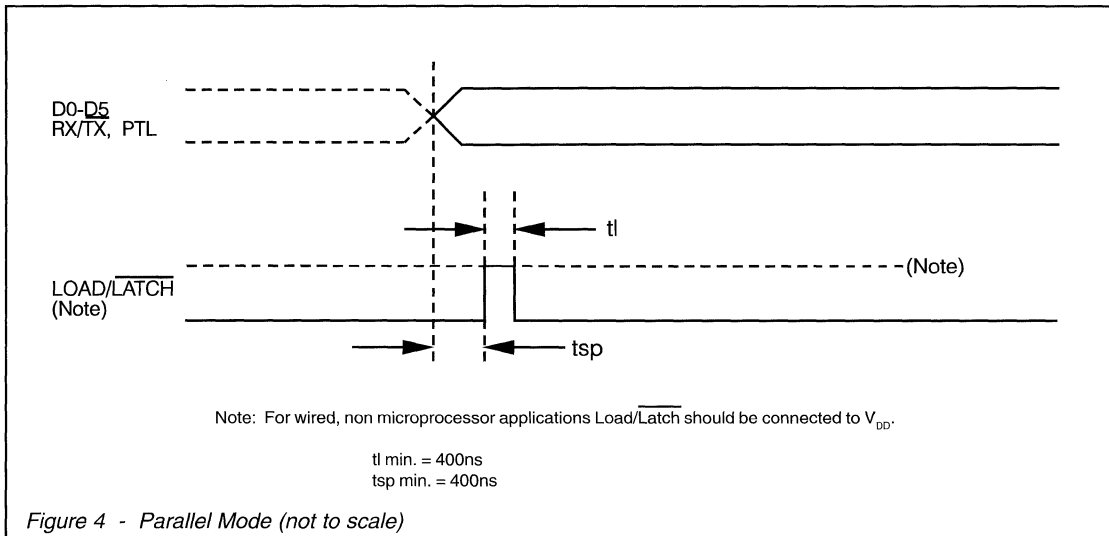 D0-D5
RX/TX, PTL
tl
LOAD/LATCH
(Note)
(Note)
tsp
Note: For wired, non microprocessor applications Load/Latch should be connected to VDD.
tl min. = 400ns
tsp min. = 400ns
Figure 4 - Parallel Mode (not to scale)